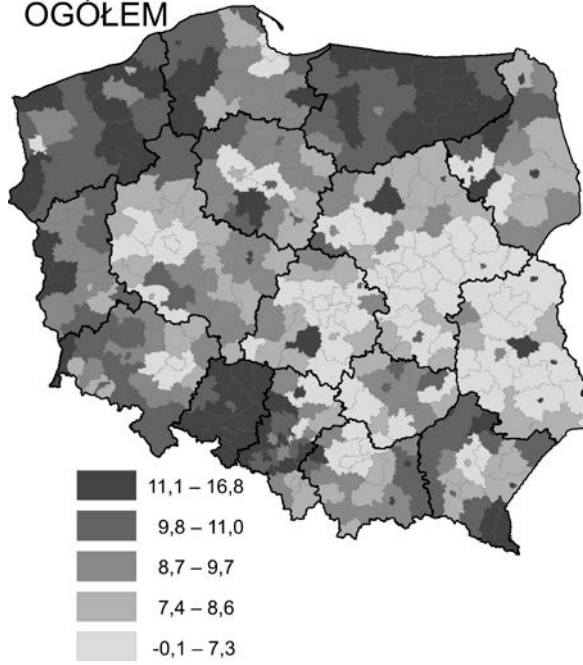 OGÓŁEM
11,1 – 16,8
9,8 – 11,0
8,7 – 9,7
7,4 – 8,6
-0,1 – 7,3